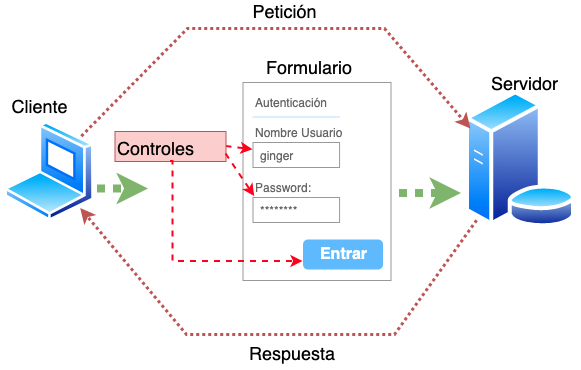 Petición
Formulario
Servidor
Cliente
Autenticación
Nombre Usuario
Controles
ginger
Password:
********
Entrar
Respuesta